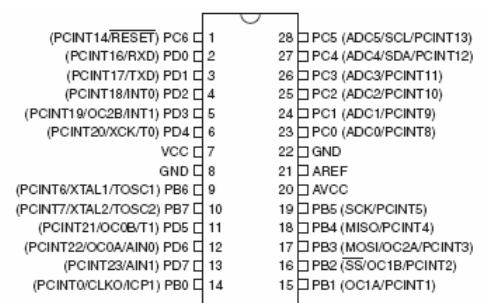 (PCINT14/RESET) PC6 1 28 PC5 (ADC5/SCL/PCINT13)
(PCINT16/RXD) PD0 2 27 PC4 (ADC4/SDA/PCINT12)
(PCINT17/TXD) PD1 3 26 PC3 (ADC3/PCINT11)
(PCINT18/INT0) PD2 4 25 PC2 (ADC2/PCINT10)
(PCINT19/OC2B/INT1) PD3 5 24 PC1 (ADC1/PCINT9)
(PCINT20/XCK/T0) PD4 6 23 PC0 (ADC0/PCINT8)
VCC 7 22 GND
GND 8 21 AREF
(PCINT6/XTAL1/TOSC1) PB6 9 20 AVCC
(PCINT7/XTAL2/TOSC2) PB7 10 19 PB5 (SCK/PCINT5)
(PCINT21/OC0B/T1) PD5 11 18 PB4 (MISO/PCINT4)
(PCINT22/OC0A/AIN0) PD6 12 17 PB3 (MOSI/OC2A/PCINT3)
(PCINT23/AIN1) PD7 13 16 PB2 (SS/OC1B/PCINT2)
(PCINT0/CLKO/ICP1) PB0 14 15 PB1 (OC1A/PCINT1)